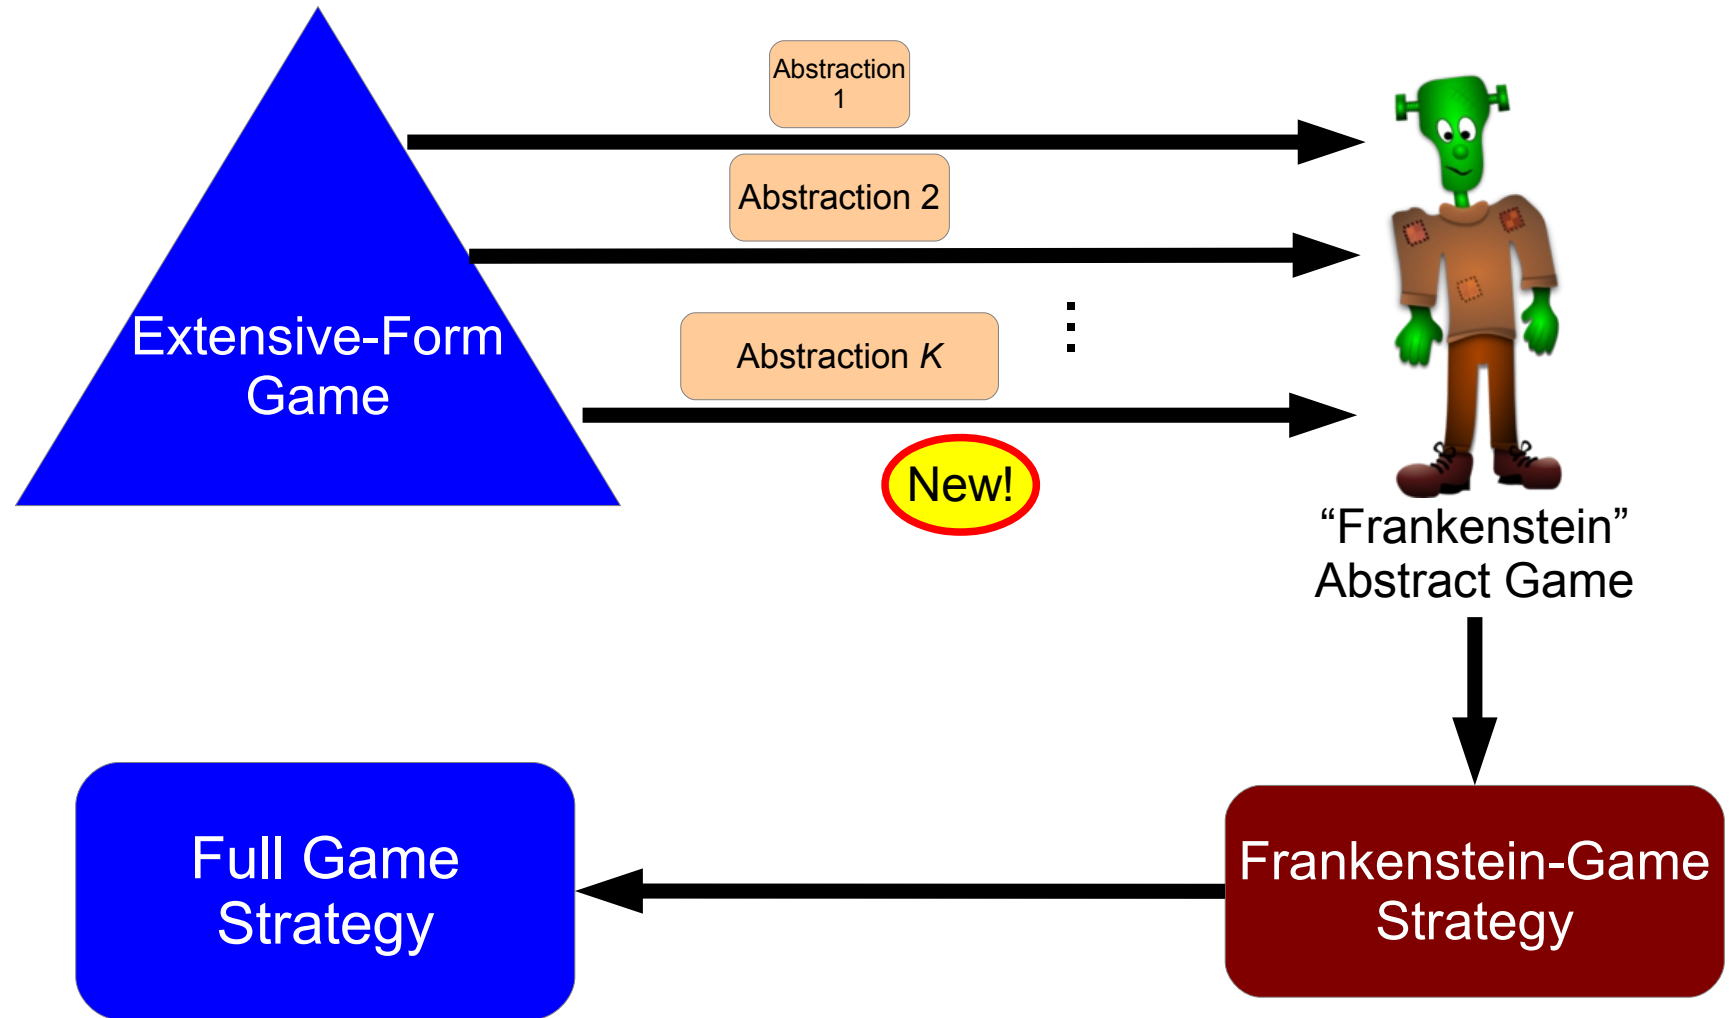 Abstraction
1
Abstraction 2
Extensive-Form
Game
Abstraction K
New!
“Frankenstein”
Abstract Game
Full Game
Strategy
Frankenstein-Game
Strategy